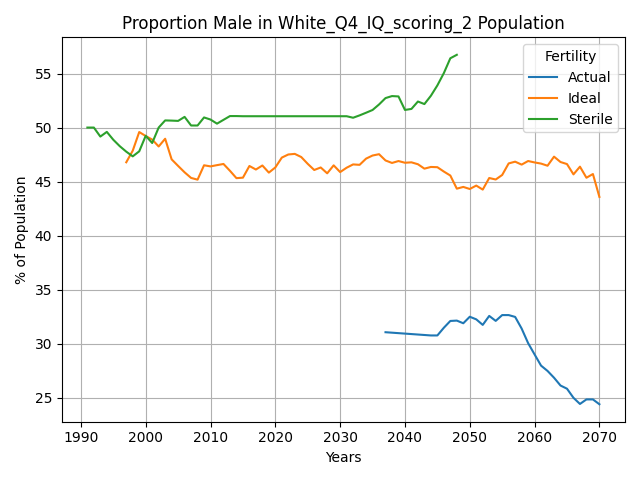 Proportion Male in White_Q4_IQ_scoring_2 Population
% of Population
55
50
45
40
35
30
25
Fertility
Actual
Ideal
Sterile
1990 2000 2010 2020 2030 2040 2050 2060 2070
Years